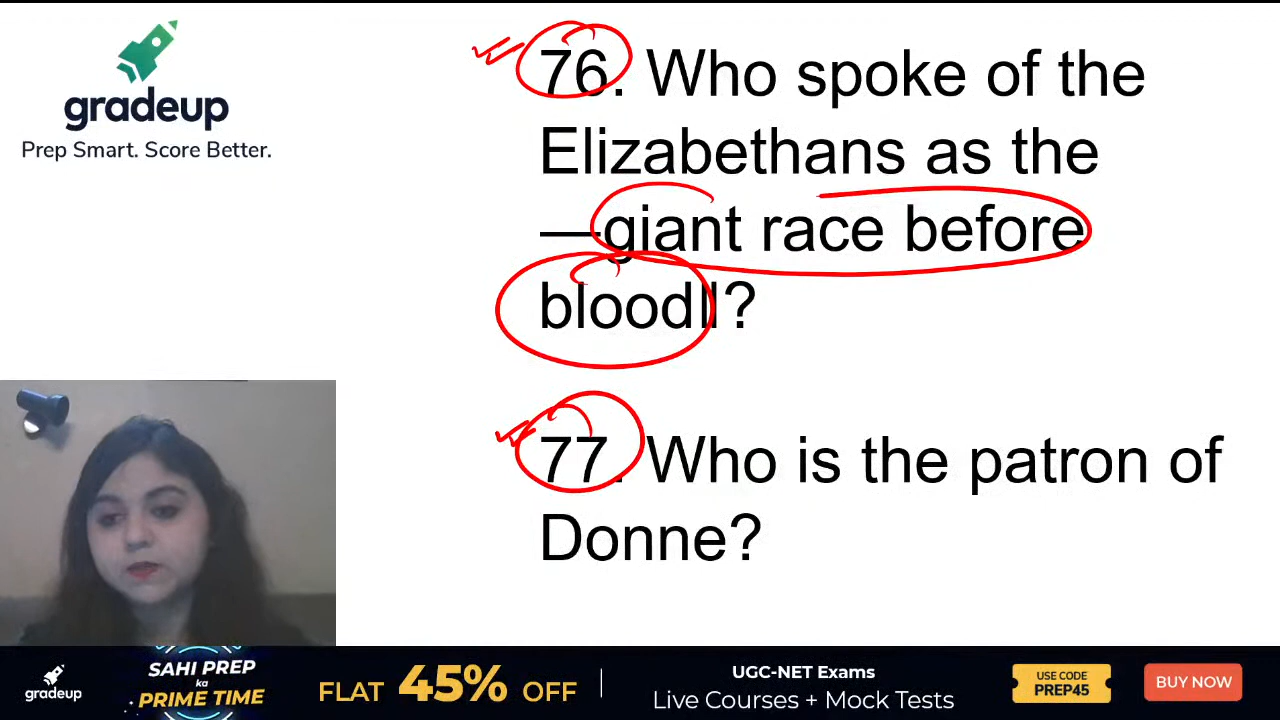 gradeup
Prep Smart. Score Better.
76. Who spoke of the
Elizabethans as the
―giant race before
bloodǁ?
77. Who is the patron of
Donne?
gradeup
SAHI PREP
ka
PRIME TIME
FLAT 45% OFF
UGC-NET Exams
Live Courses + Mock Tests
USE CODE
PREP45
BUY NOW